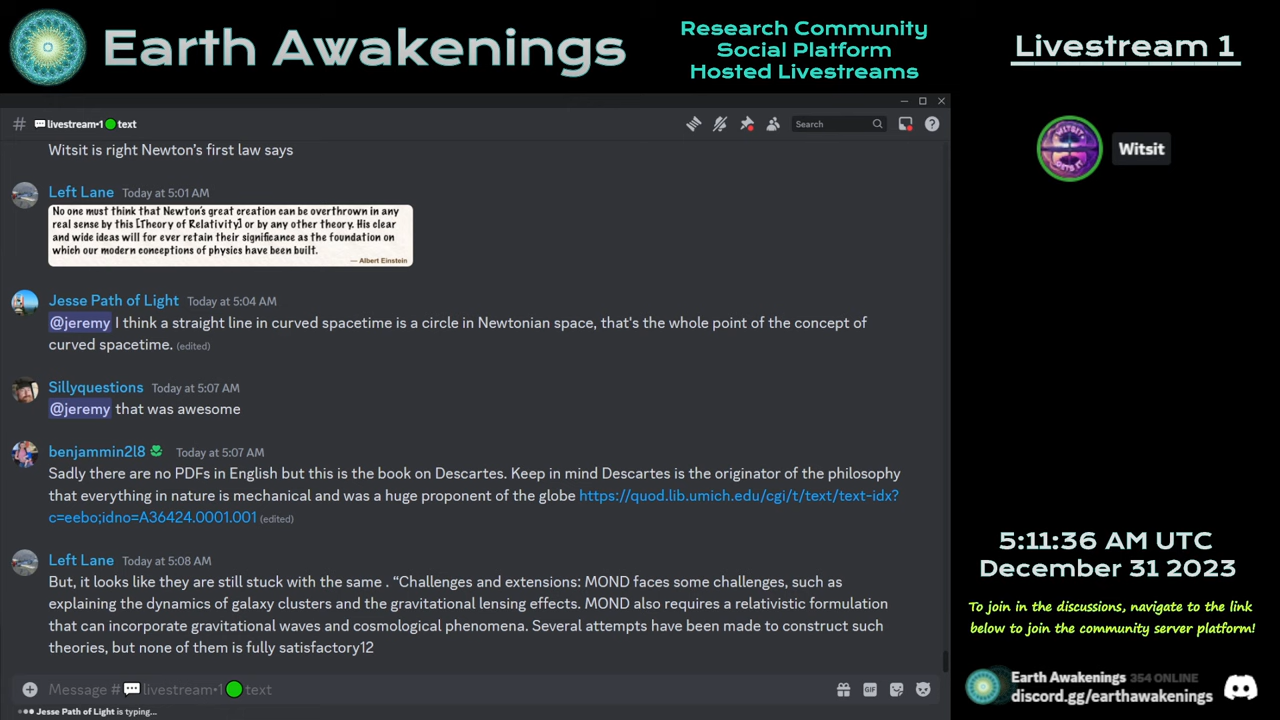 Earth Awakenings
Research Community
Social Platform
Hosted Livestreams
Livestream 1
# livestream•1 text
Search
Witsit
Witsit is right Newton's first law says
Left Lane Today at 5:01 AM
No one must think that Newton's great creation can be overthrown in any
real sense by this [Theory of Relativity] or by any other theory. His clear
and wide ideas will for ever retain their significance as the foundation on
which our modern conceptions of physics have been built.
— Albert Einstein
Jesse Path of Light Today at 5:04 AM
@jeremy I think a straight line in curved spacetime is a circle in Newtonian space, that's the whole point of the concept of
curved spacetime. (edited)
Sillyquestions Today at 5:07 AM
@jeremy that was awesome
benjammin2l8 Today at 5:07 AM
Sadly there are no PDFs in English but this is the book on Descartes. Keep in mind Descartes is the originator of the philosophy
that everything in nature is mechanical and was a huge proponent of the globe https://quod.lib.umich.edu/cgi/t/text/text-idx?
c=eebo;idno=A36424.0001.001 (edited)
Left Lane Today at 5:08 AM
But, it looks like they are still stuck with the same . “Challenges and extensions: MOND faces some challenges, such as
explaining the dynamics of galaxy clusters and the gravitational lensing effects. MOND also requires a relativistic formulation
that can incorporate gravitational waves and cosmological phenomena. Several attempts have been made to construct such
theories, but none of them is fully satisfactory12
Message # livestream•1 text
GIF
Jesse Path of Light is typing...
5:11:36 AM UTC
December 31 2023
To join in the discussions, navigate to the link
below to join the community server platform!
Earth Awakenings 354 ONLINE
discord.gg/earthawakenings